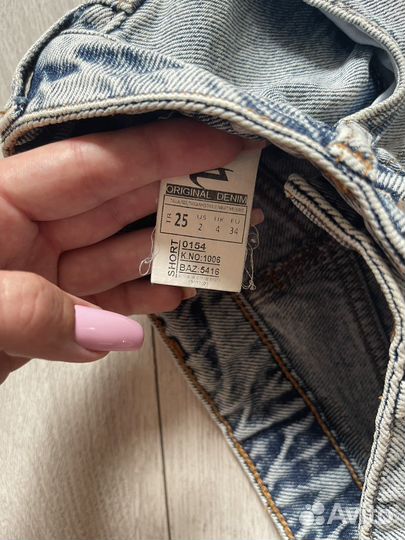 ORIGINAL DENIM
TR 25 US UK EU
2 4 34
SHORT
0154
K.NO:1006
BAZ:5416
Avito